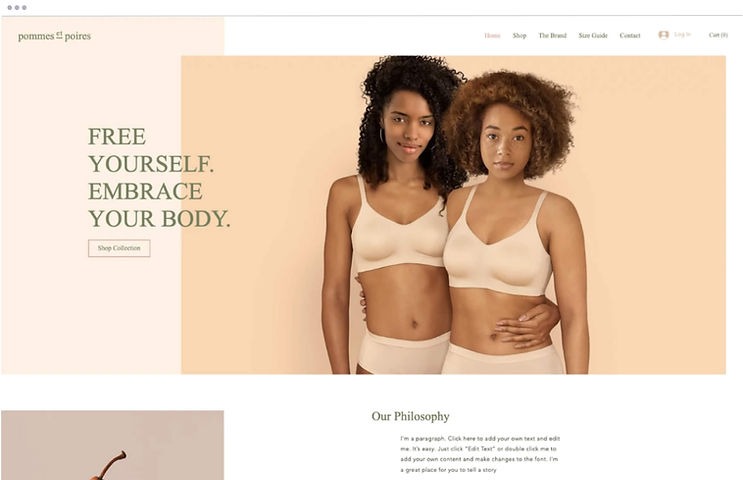 pommes et poires
Home Shop The Brand Size Guide Contact Log In Cart (0)
FREE
YOURSELF.
EMBRACE
YOUR BODY.
Shop Collection
Our Philosophy
I'm a paragraph. Click here to add your own text and edit
me. It's easy. Just click "Edit Text" or double click me to
add your own content and make changes to the font. I'm
a great place for you to tell a story